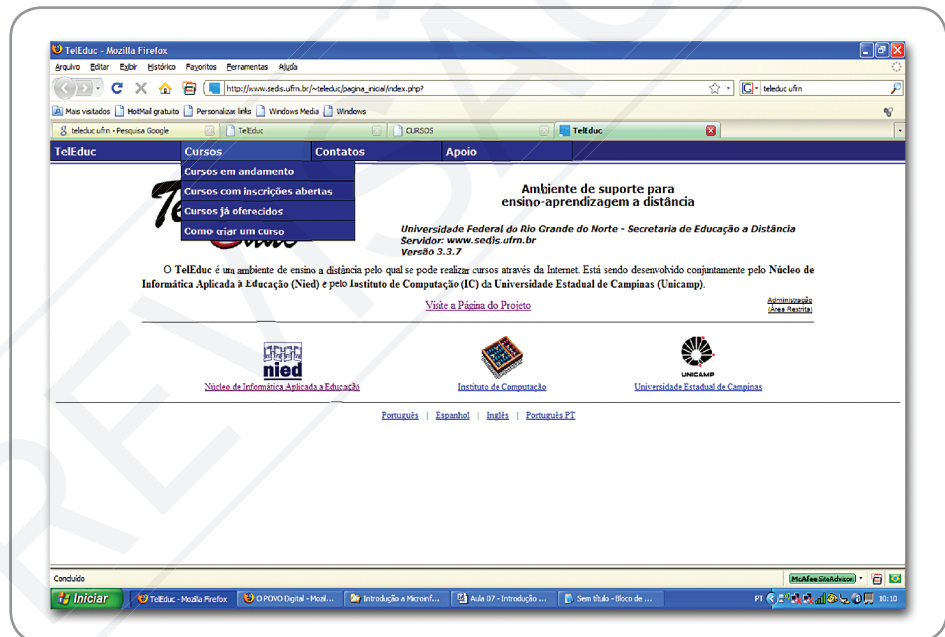 TelEduc - Mozilla Firefox
Arquivo Editar Exibir Histórico Favoritos Ferramentas Ajuda
http://www.sedis.ufrn.br/~teleduc/pagina_inicial/index.php?
teleduc ufrn
Mais visitados HotMail gratuito Personalizar links Windows Media Windows
teleduc ufrn - Pesquisa Google TelEduc CURSOS TelEduc
TelEduc Cursos Contatos Apoio
Cursos em andamento
Cursos com inscrições abertas
Cursos já oferecidos
Como criar um curso
Ambiente de suporte para
ensino-aprendizagem a distância
Universidade Federal do Rio Grande do Norte - Secretaria de Educação a Distância
Servidor: www.sedis.ufrn.br
Versão 3.3.7
O TelEduc é um ambiente de ensino a distância pelo qual se pode realizar cursos através da Internet. Está sendo desenvolvido conjuntamente pelo Núcleo de
Informática Aplicada à Educação (Nied) e pelo Instituto de Computação (IC) da Universidade Estadual de Campinas (Unicamp).
Visite a Página do Projeto
Administração
(Área Restrita)
nied
UNICAMP
Núcleo de Informática Aplicada a Educação Instituto de Computação Universidade Estadual de Campinas
Português | Espanhol | Inglês | Português PT
Concluído
McAfee SiteAdvisor
Iniciar TelEduc - Mozilla Firefox O POVO Digital - Mozil... Introdução a Microinf... Aula 07 - Introdução ... Sem título - Bloco de ... PT 10:10
REVISÃO